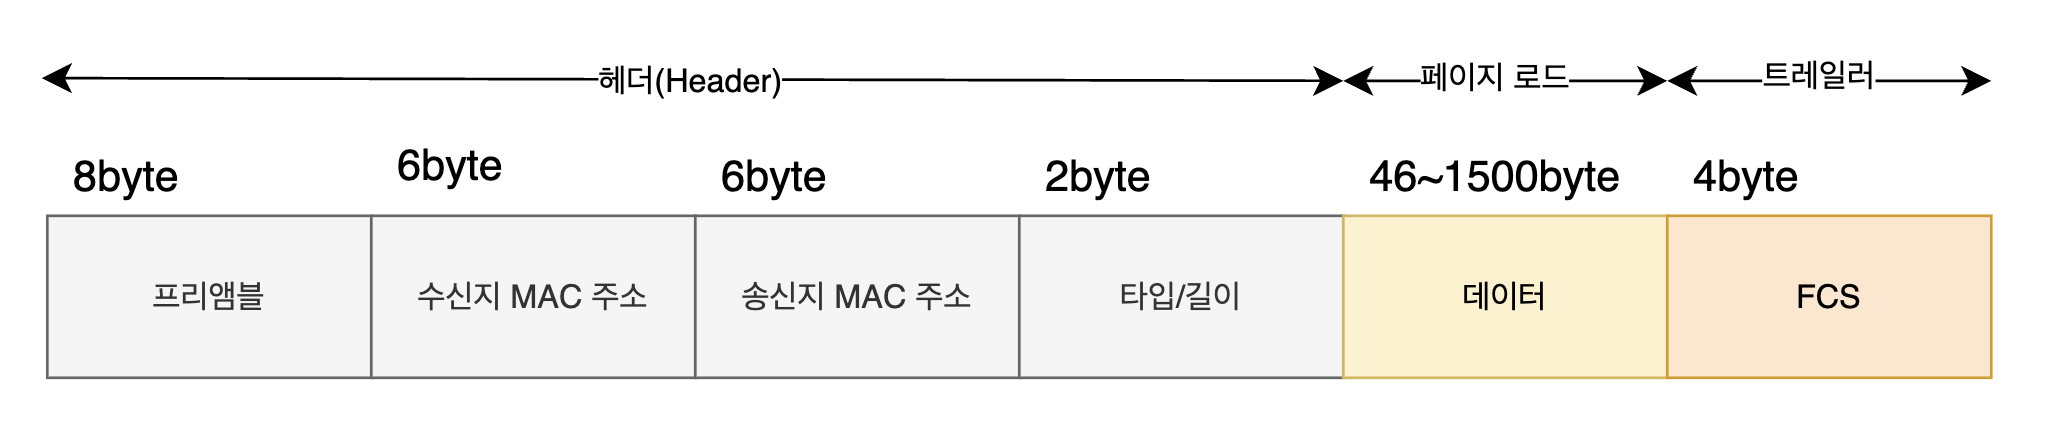 헤더(Header)
페이지 로드
트레일러
8byte
6byte
6byte
2byte
46~1500byte
4byte
프리앰블
수신지 MAC 주소
송신지 MAC 주소
타입/길이
데이터
FCS